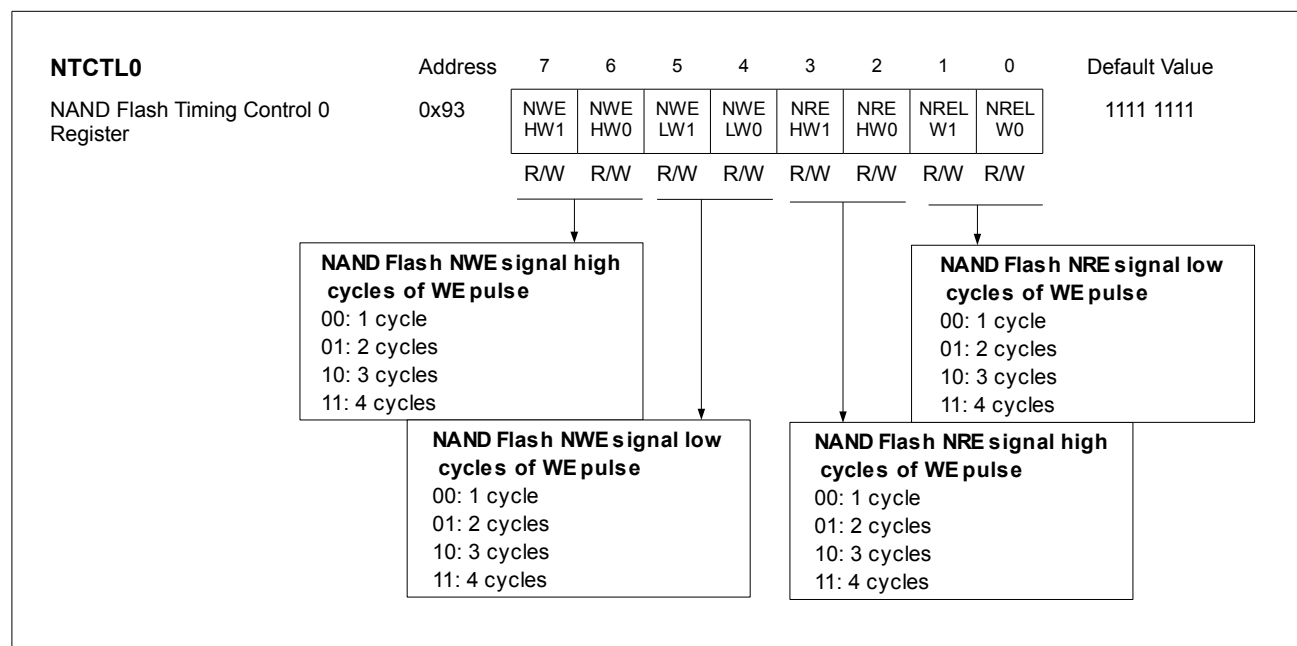 NTCTL0 Address 7 6 5 4 3 2 1 0 Default Value
NAND Flash Timing Control 0 0x93 NWE NWE NWE NWE NRE NRE NREL NREL 1111 1111
Register HW1 HW0 LW1 LW0 HW1 HW0 W1 W0
R/W R/W R/W R/W R/W R/W R/W R/W
NAND Flash NWE signal high
cycles of WE pulse
00: 1 cycle
01: 2 cycles
10: 3 cycles
11: 4 cycles
NAND Flash NRE signal low
cycles of WE pulse
00: 1 cycle
01: 2 cycles
10: 3 cycles
11: 4 cycles
NAND Flash NWE signal low
cycles of WE pulse
00: 1 cycle
01: 2 cycles
10: 3 cycles
11: 4 cycles
NAND Flash NRE signal high
cycles of WE pulse
00: 1 cycle
01: 2 cycles
10: 3 cycles
11: 4 cycles